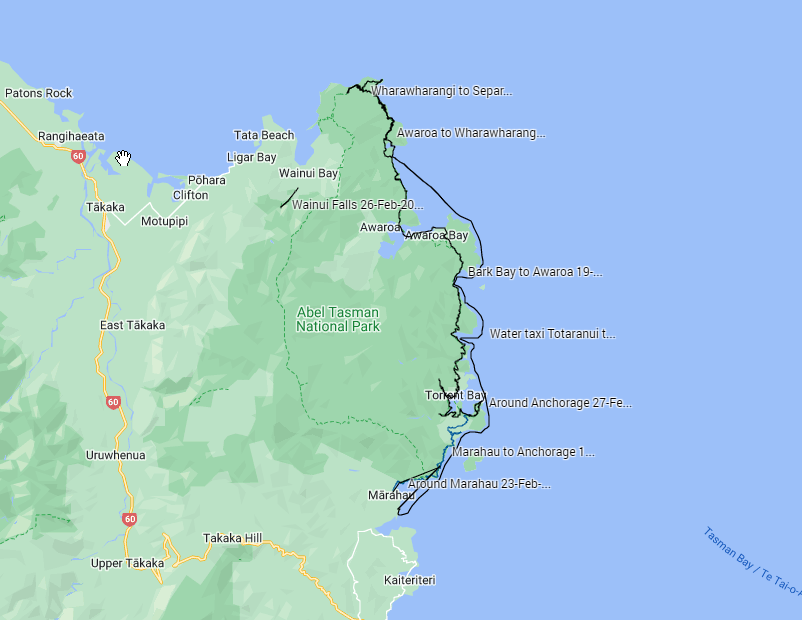 Wharawharangi to Separ...
Patons Rock
Awaroa to Wharawharang...
Rangihaeata
Tata Beach
60
Ligar Bay
Wainui Bay
Pōhara
Clifton
Wainui Falls 26-Feb-20...
Tākaka
Motupipi
Awaroa
Awaroa Bay
Bark Bay to Awaroa 19-...
Abel Tasman
National Park
East Tākaka
Water taxi Totaranui t...
Torrent Bay
60
Around Anchorage 27-Fe...
Uruwhenua
Marahau to Anchorage 1...
Around Marahau 23-Feb-...
Mārahau
60
Takaka Hill
Upper Tākaka
Kaiteriteri
Tasman Bay / Te Tai-o-A